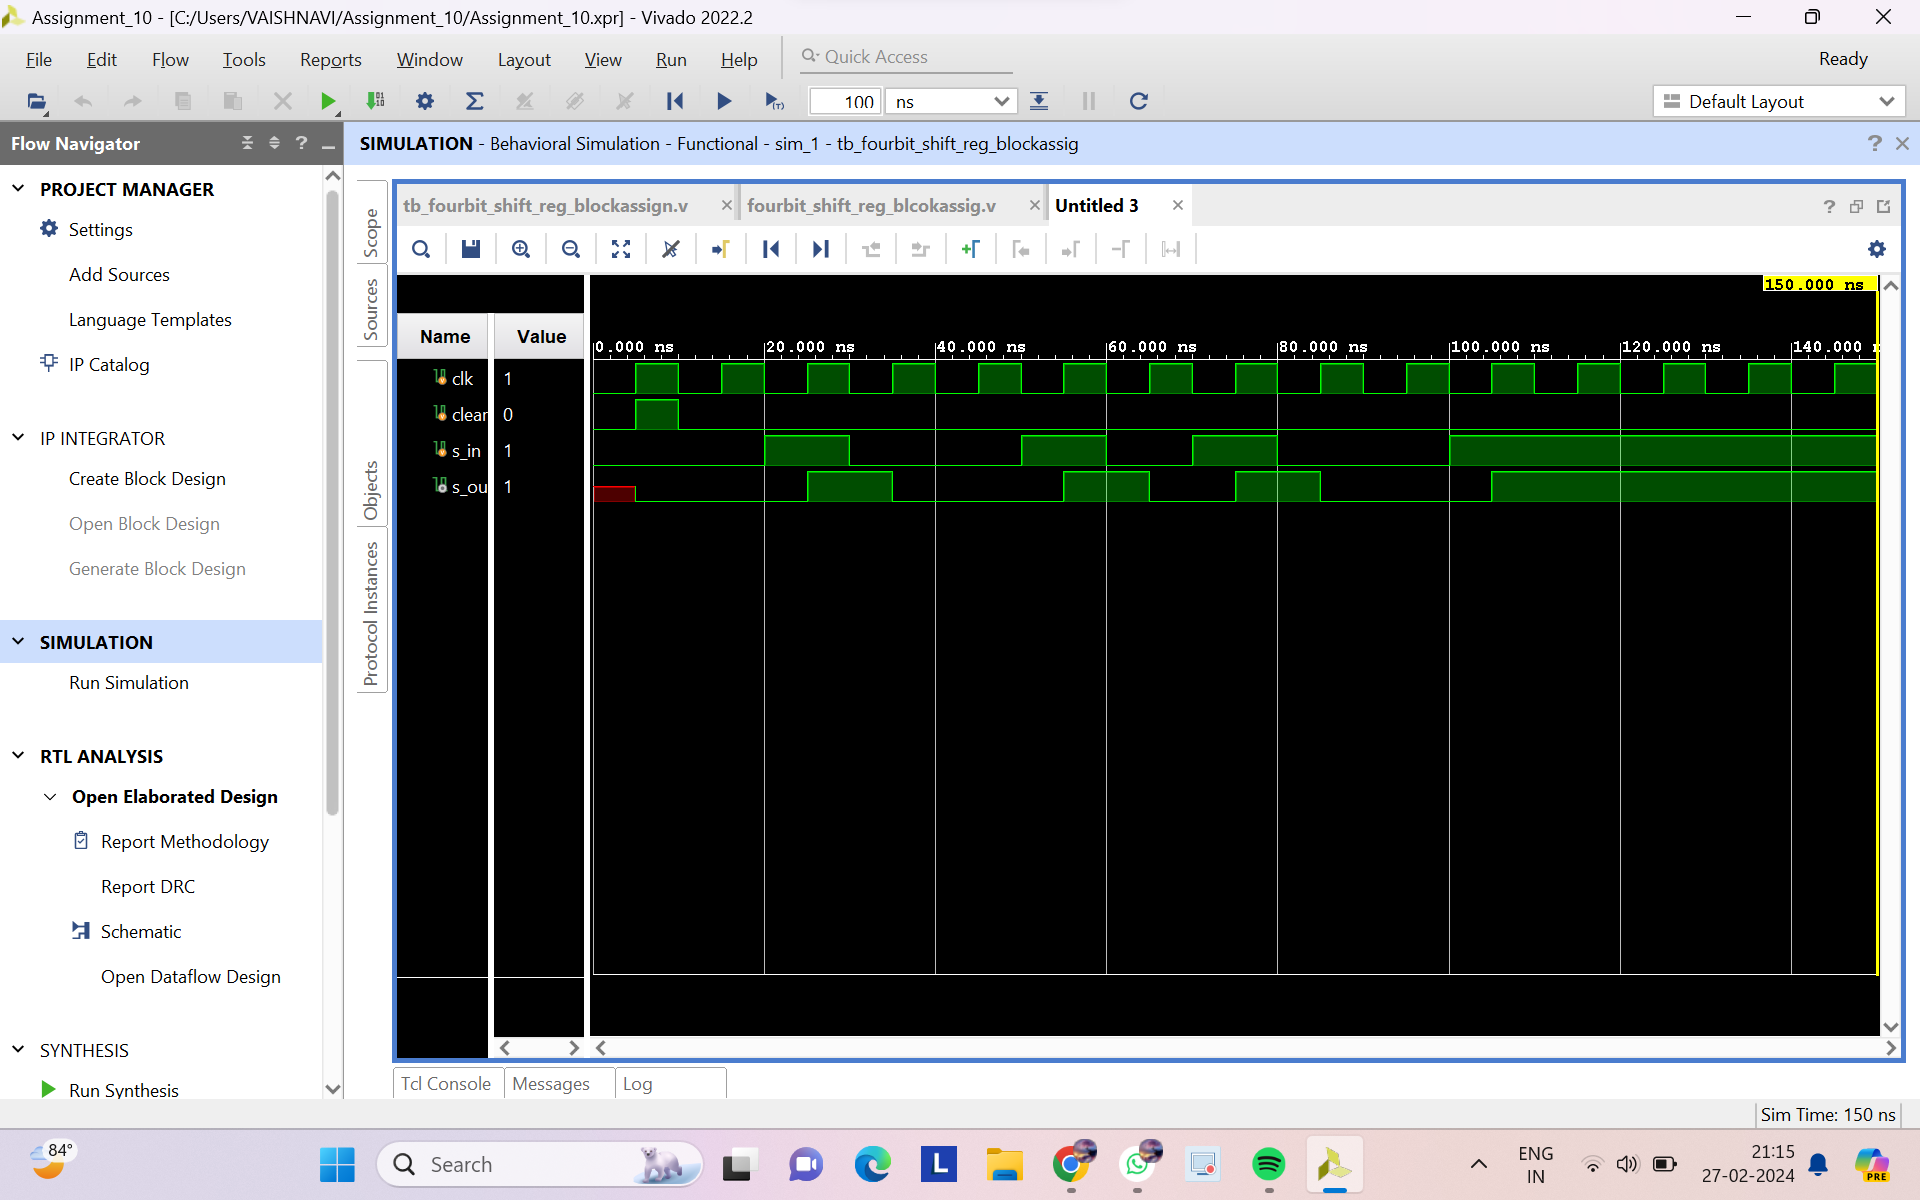 Assignment_10 - [C:/Users/VAISHNAVI/Assignment_10/Assignment_10.xpr] - Vivado 2022.2
File Edit Flow Tools Reports Window Layout View Run Help Quick Access Ready
100 ns Default Layout
Flow Navigator
SIMULATION - Behavioral Simulation - Functional - sim_1 - tb_fourbit_shift_reg_blockassig
PROJECT MANAGER
Settings
Add Sources
Language Templates
IP Catalog
IP INTEGRATOR
Create Block Design
Open Block Design
Generate Block Design
SIMULATION
Run Simulation
RTL ANALYSIS
Open Elaborated Design
Report Methodology
Report DRC
Schematic
Open Dataflow Design
SYNTHESIS
Run Synthesis
Scope
Sources
Objects
Protocol Instances
tb_fourbit_shift_reg_blockassign.v fourbit_shift_reg_blcokassig.v Untitled 3
150.000 ns
Name Value
0.000 ns 20.000 ns 40.000 ns 60.000 ns 80.000 ns 100.000 ns 120.000 ns 140.000 n
clk 1
clear 0
s_in 1
s_ou 1
Tcl Console Messages Log
Sim Time: 150 ns
84°
Search
L
ENG
IN
21:15
27-02-2024
PRE